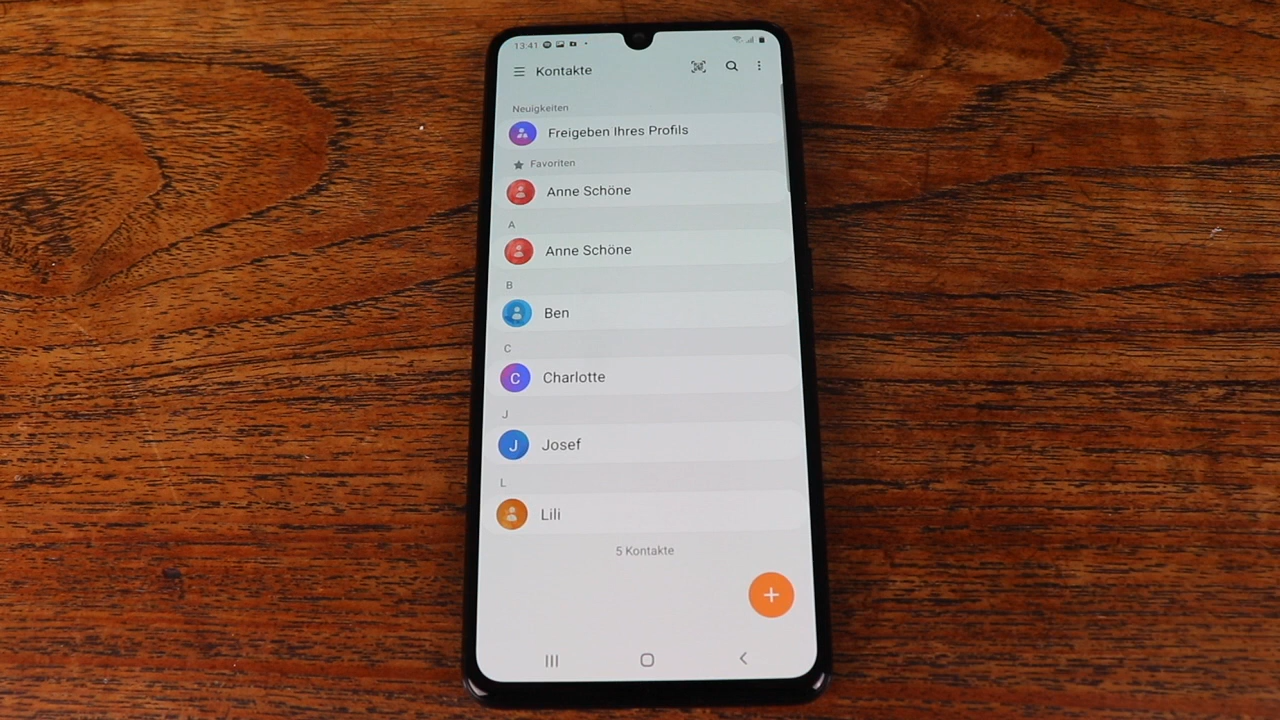 13:41
Kontakte
Neuigkeiten
Freigeben Ihres Profils
Favoriten
Anne Schöne
A
Anne Schöne
B
Ben
C
C Charlotte
J
J Josef
L
Lili
5 Kontakte